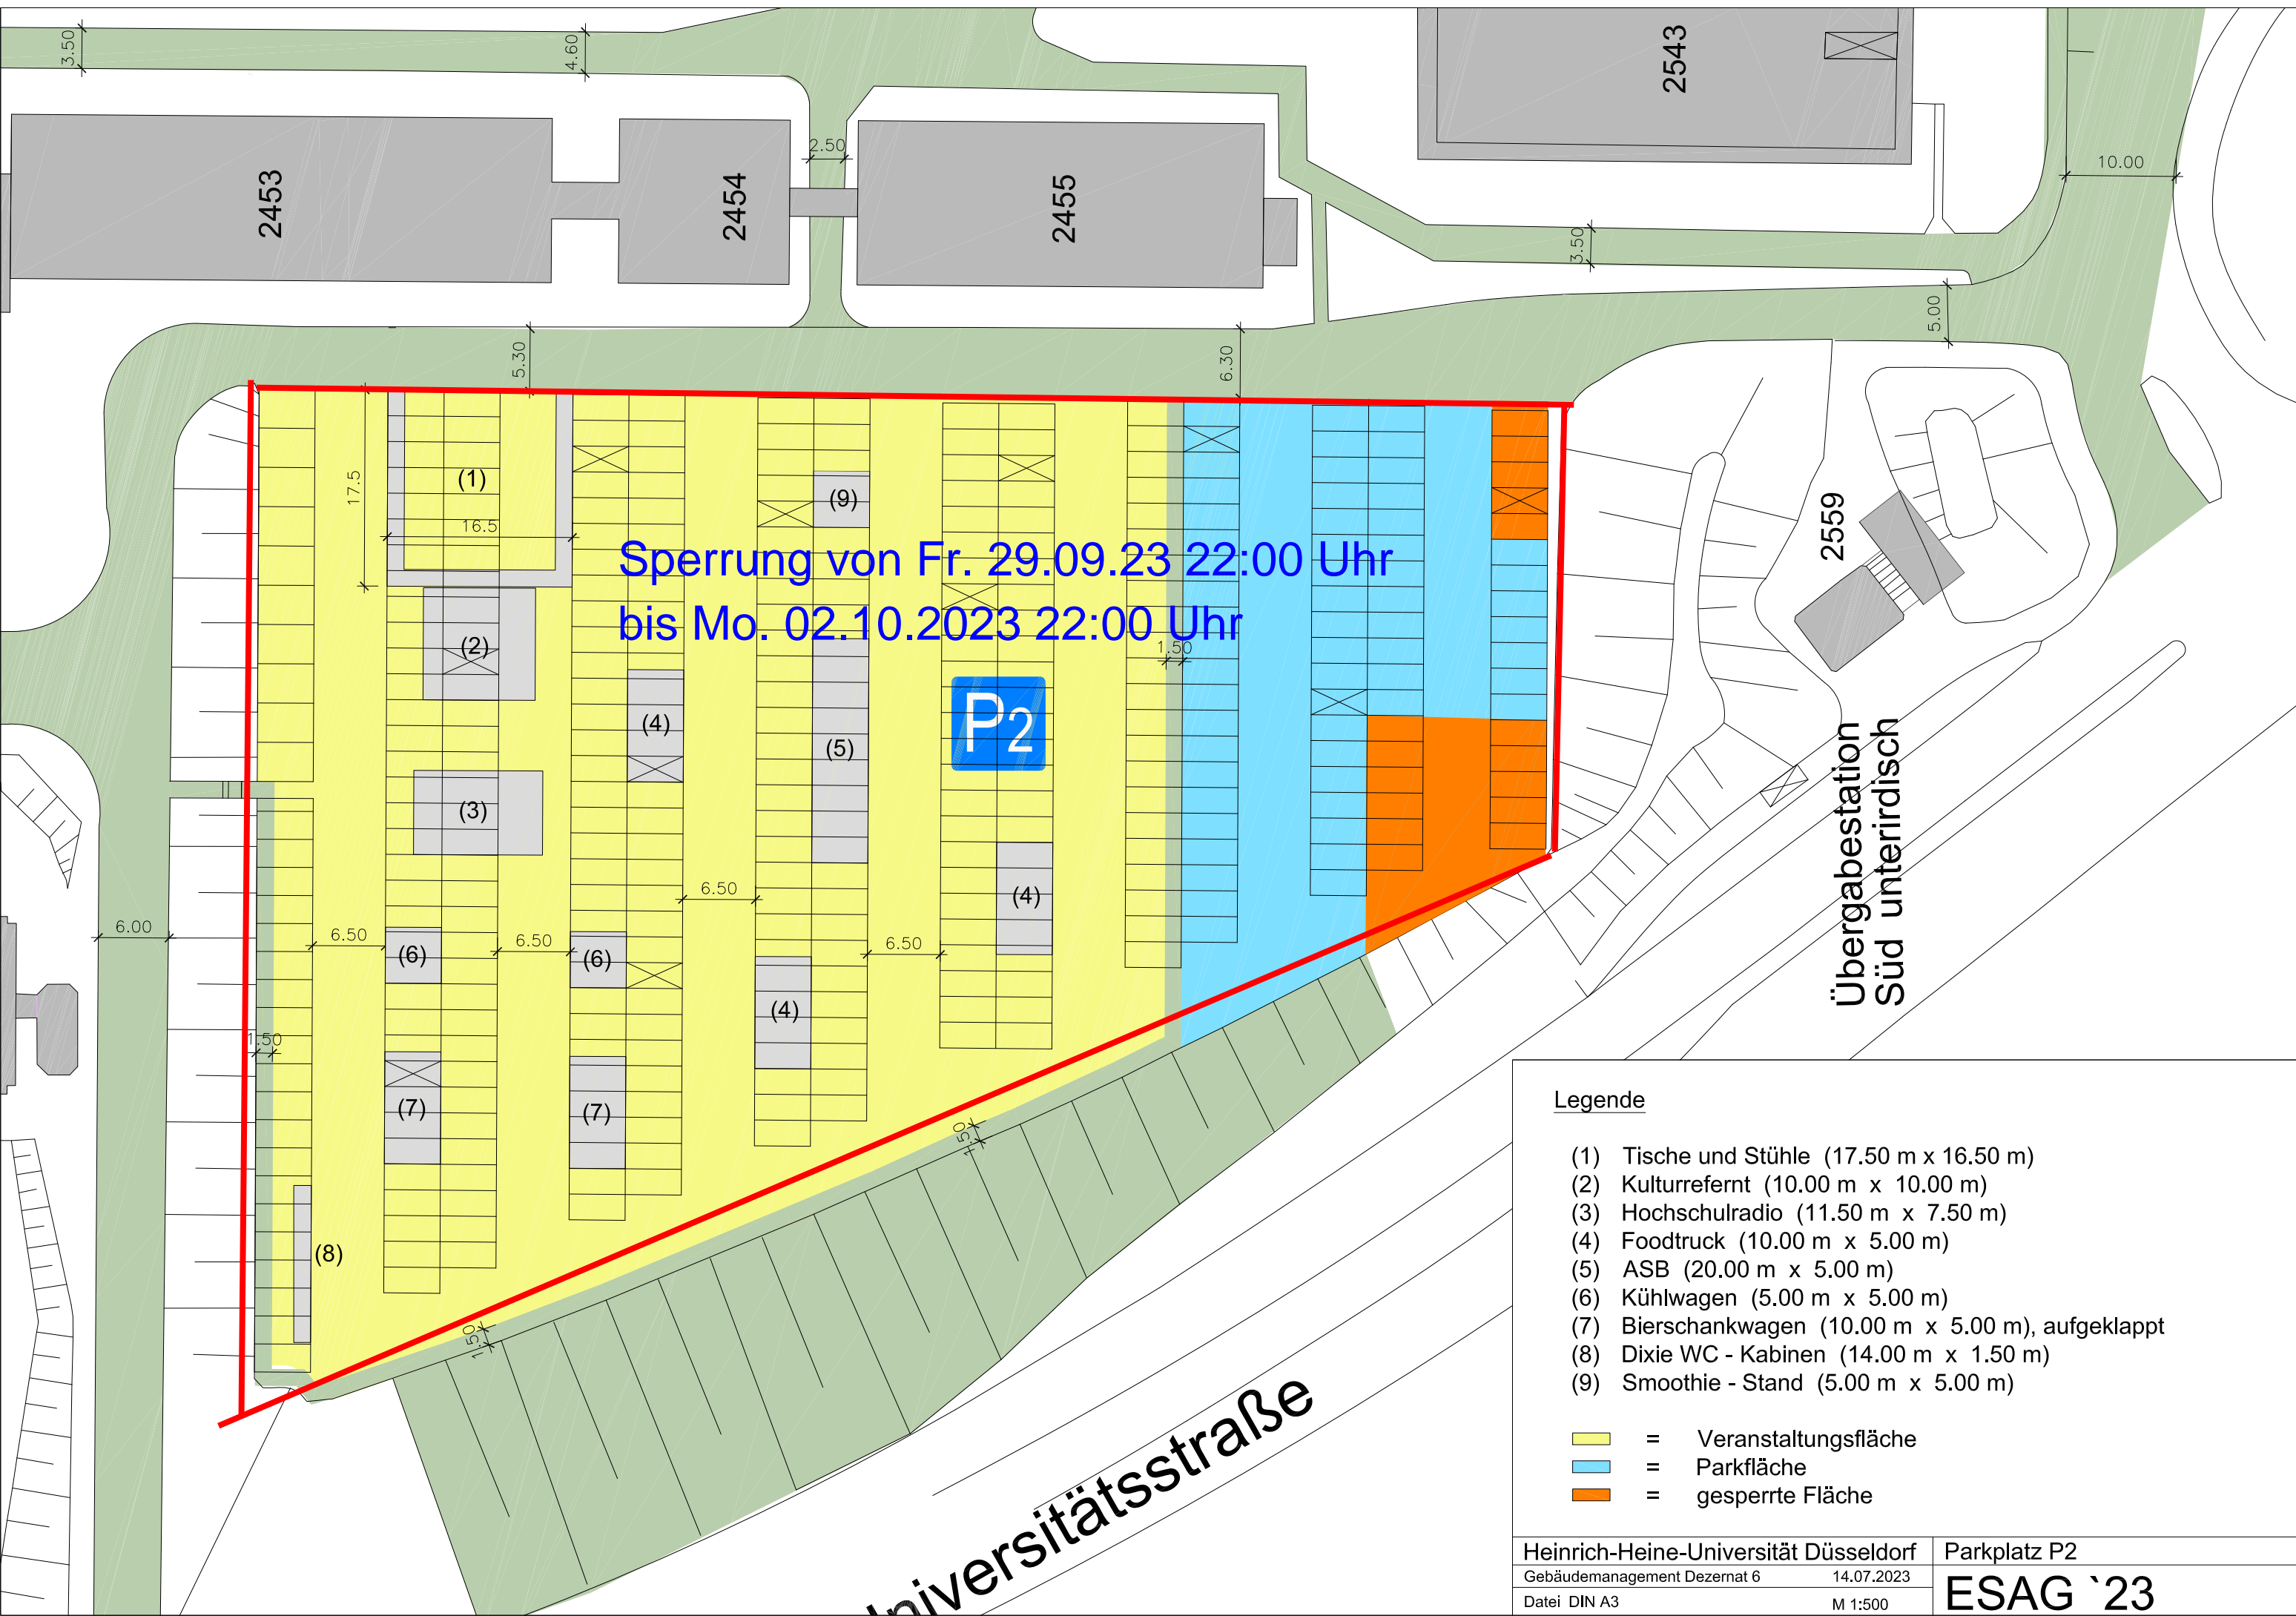 3.50
4.60
2543
2.50
10.00
2453
2454
2455
3.50
5.00
5.30
6.30
17.5
(1)
16.5
(9)
2559
Sperrung von Fr. 29.09.23 22:00 Uhr
bis Mo. 02.10.2023 22:00 Uhr
(2)
1.50
(4)
P2
(5)
(3)
Übergabestation
Süd unterirdisch
6.50
(4)
6.00
6.50
6.50
6.50
(6)
(6)
(4)
1.50
(7)
(7)
1.50
(8)
1.50
niversitätsstraße
Legende
(1) Tische und Stühle (17.50 m x 16.50 m)
(2) Kulturrefernt (10.00 m x 10.00 m)
(3) Hochschulradio (11.50 m x 7.50 m)
(4) Foodtruck (10.00 m x 5.00 m)
(5) ASB (20.00 m x 5.00 m)
(6) Kühlwagen (5.00 m x 5.00 m)
(7) Bierschankwagen (10.00 m x 5.00 m), aufgeklappt
(8) Dixie WC - Kabinen (14.00 m x 1.50 m)
(9) Smoothie - Stand (5.00 m x 5.00 m)
= Veranstaltungsfläche
= Parkfläche
= gesperrte Fläche
Heinrich-Heine-Universität Düsseldorf
Parkplatz P2
Gebäudemanagement Dezernat 6 14.07.2023
Datei DIN A3 M 1:500
ESAG `23